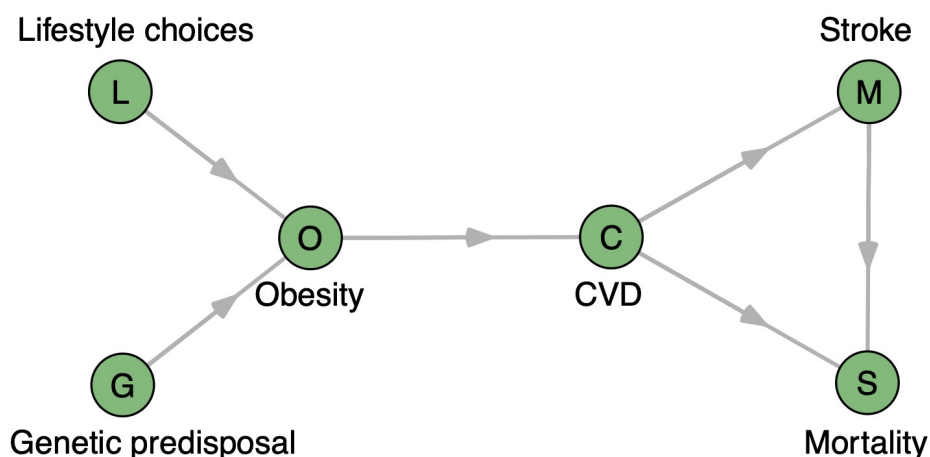 Lifestyle choices
Stroke
L
M
O
C
Obesity
CVD
G
S
Genetic predisposal
Mortality